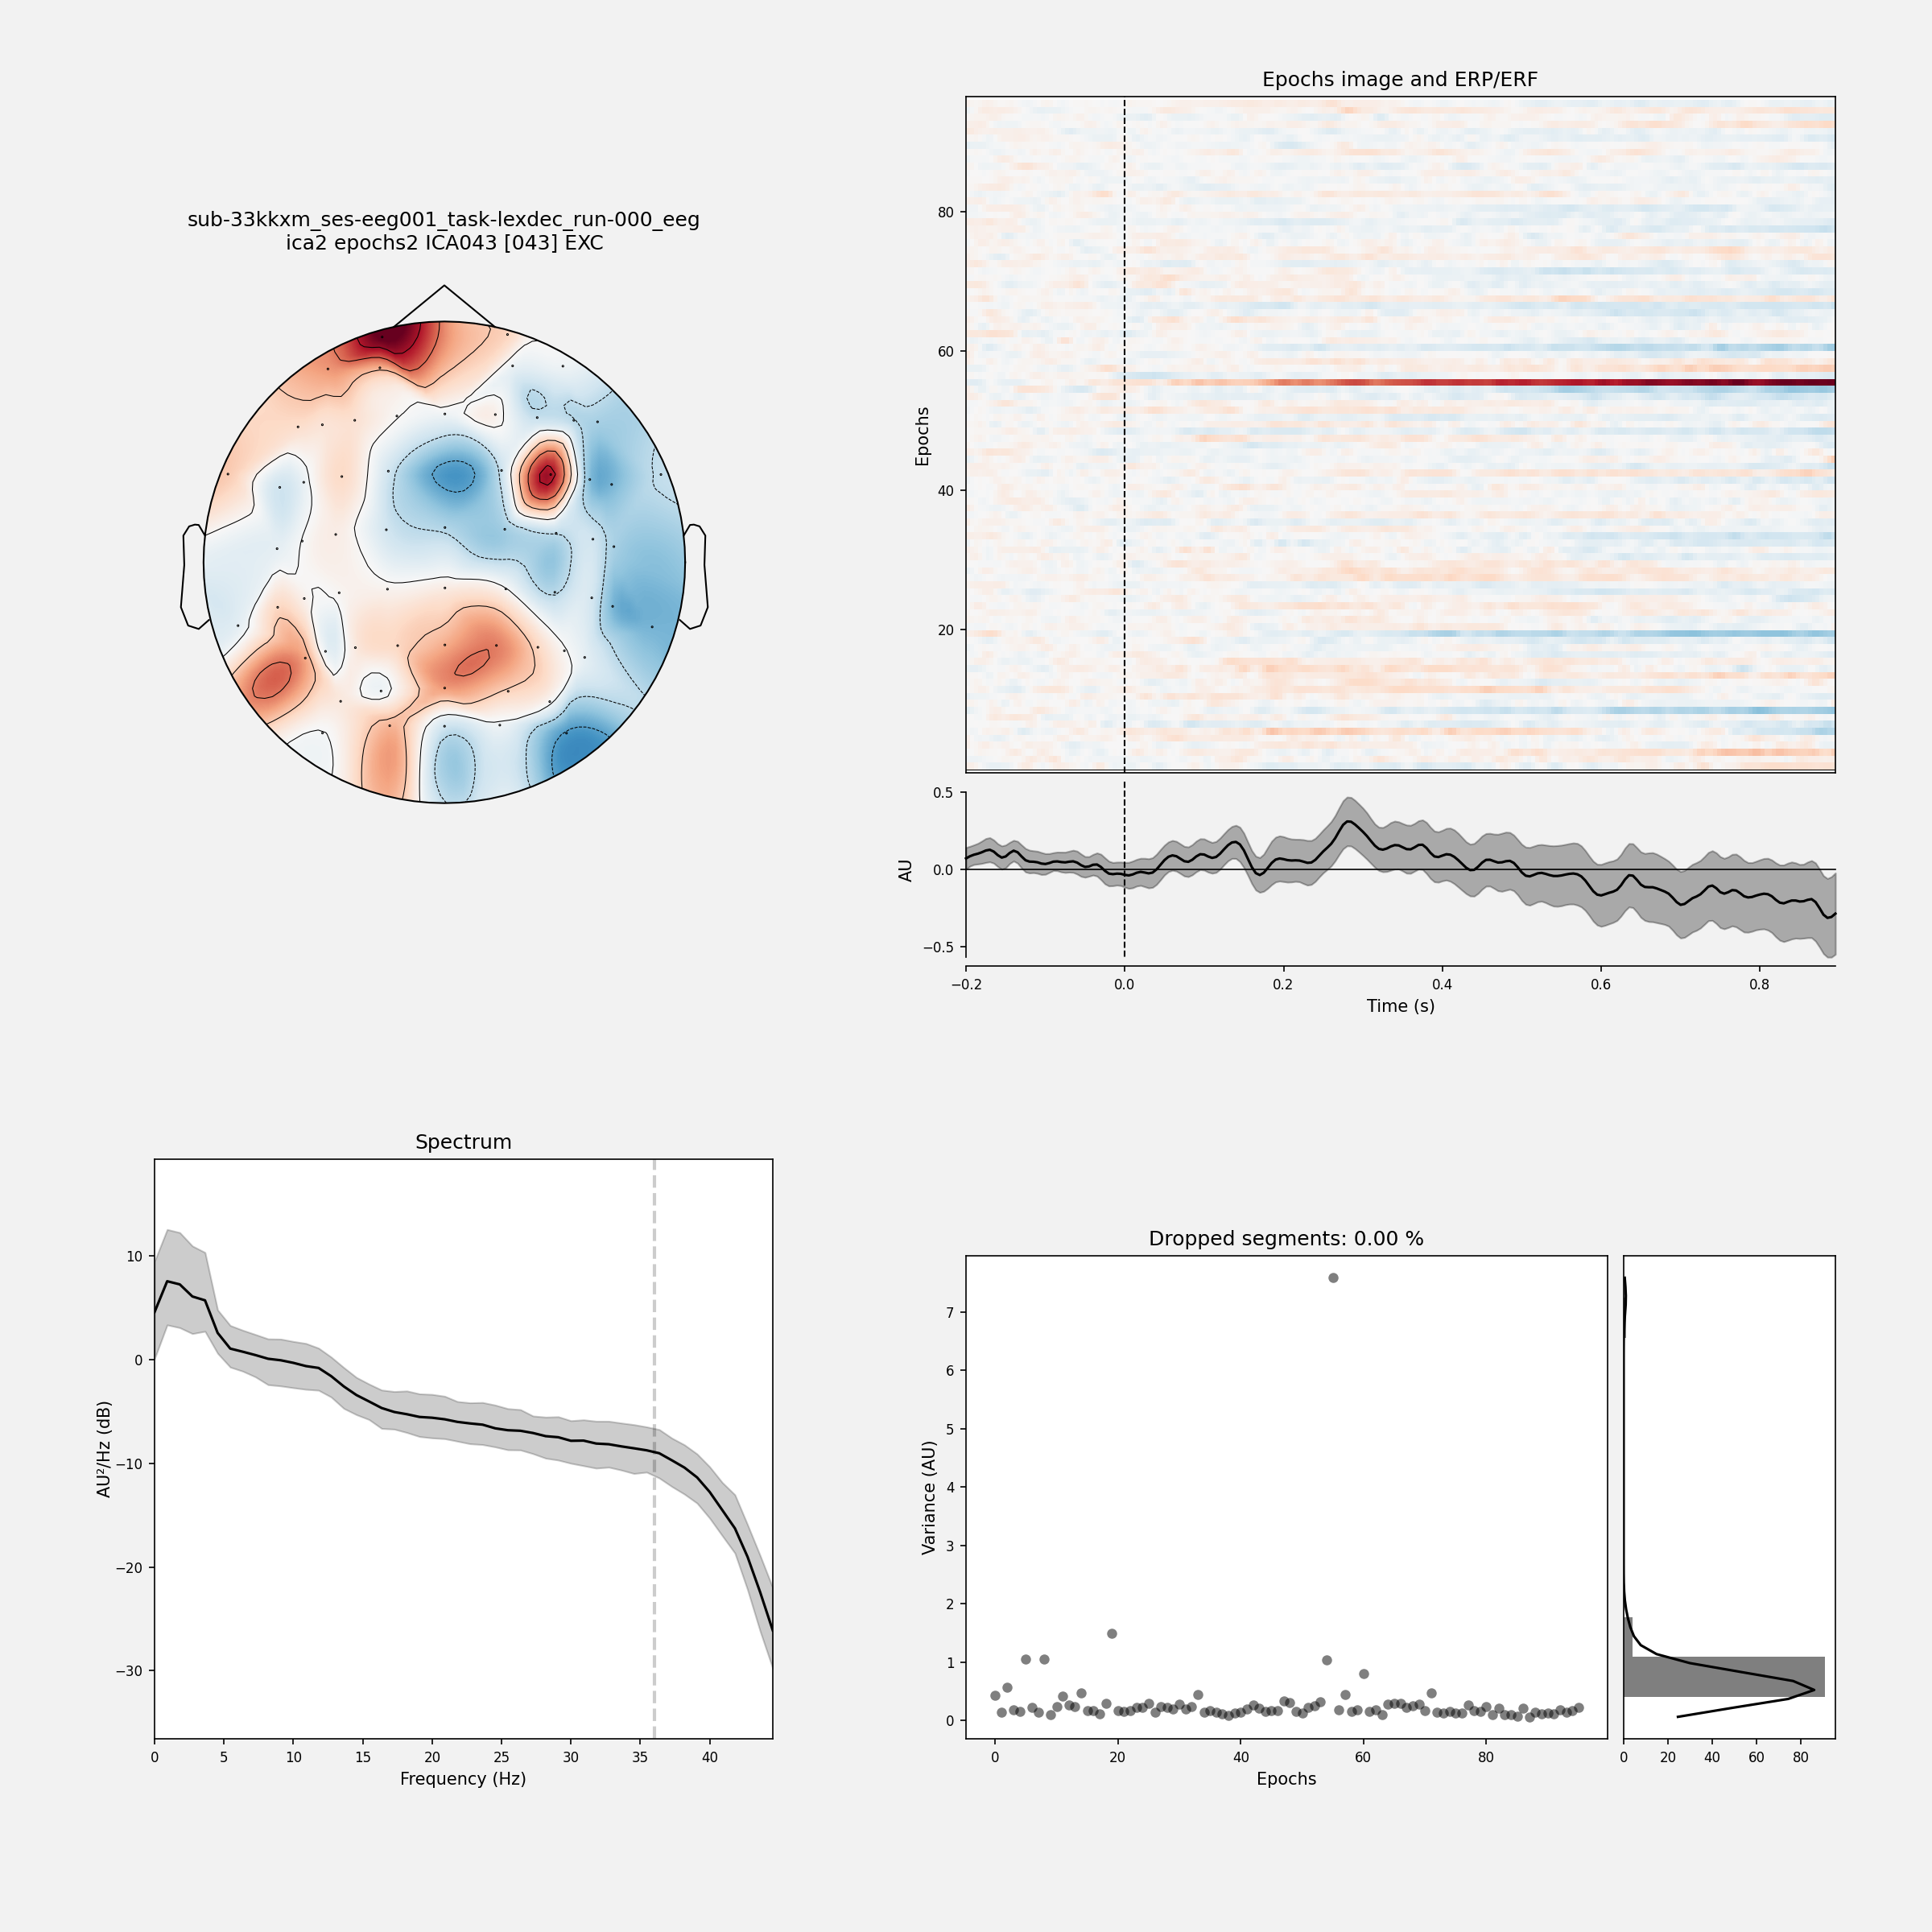 sub-33kkxm_ses-eeg001_task-lexdec_run-000_eeg
ica2 epochs2 ICA043 [043] EXC
Epochs image and ERP/ERF
Epochs
80
60
40
20
0.5
0.0
−0.5
AU
−0.2 0.0 0.2 0.4 0.6 0.8
Time (s)
Spectrum
AU²/Hz (dB)
10
0
−10
−20
−30
0 5 10 15 20 25 30 35 40
Frequency (Hz)
Dropped segments: 0.00 %
Variance (AU)
7
6
5
4
3
2
1
0
0 20 40 60 80
Epochs
0 20 40 60 80